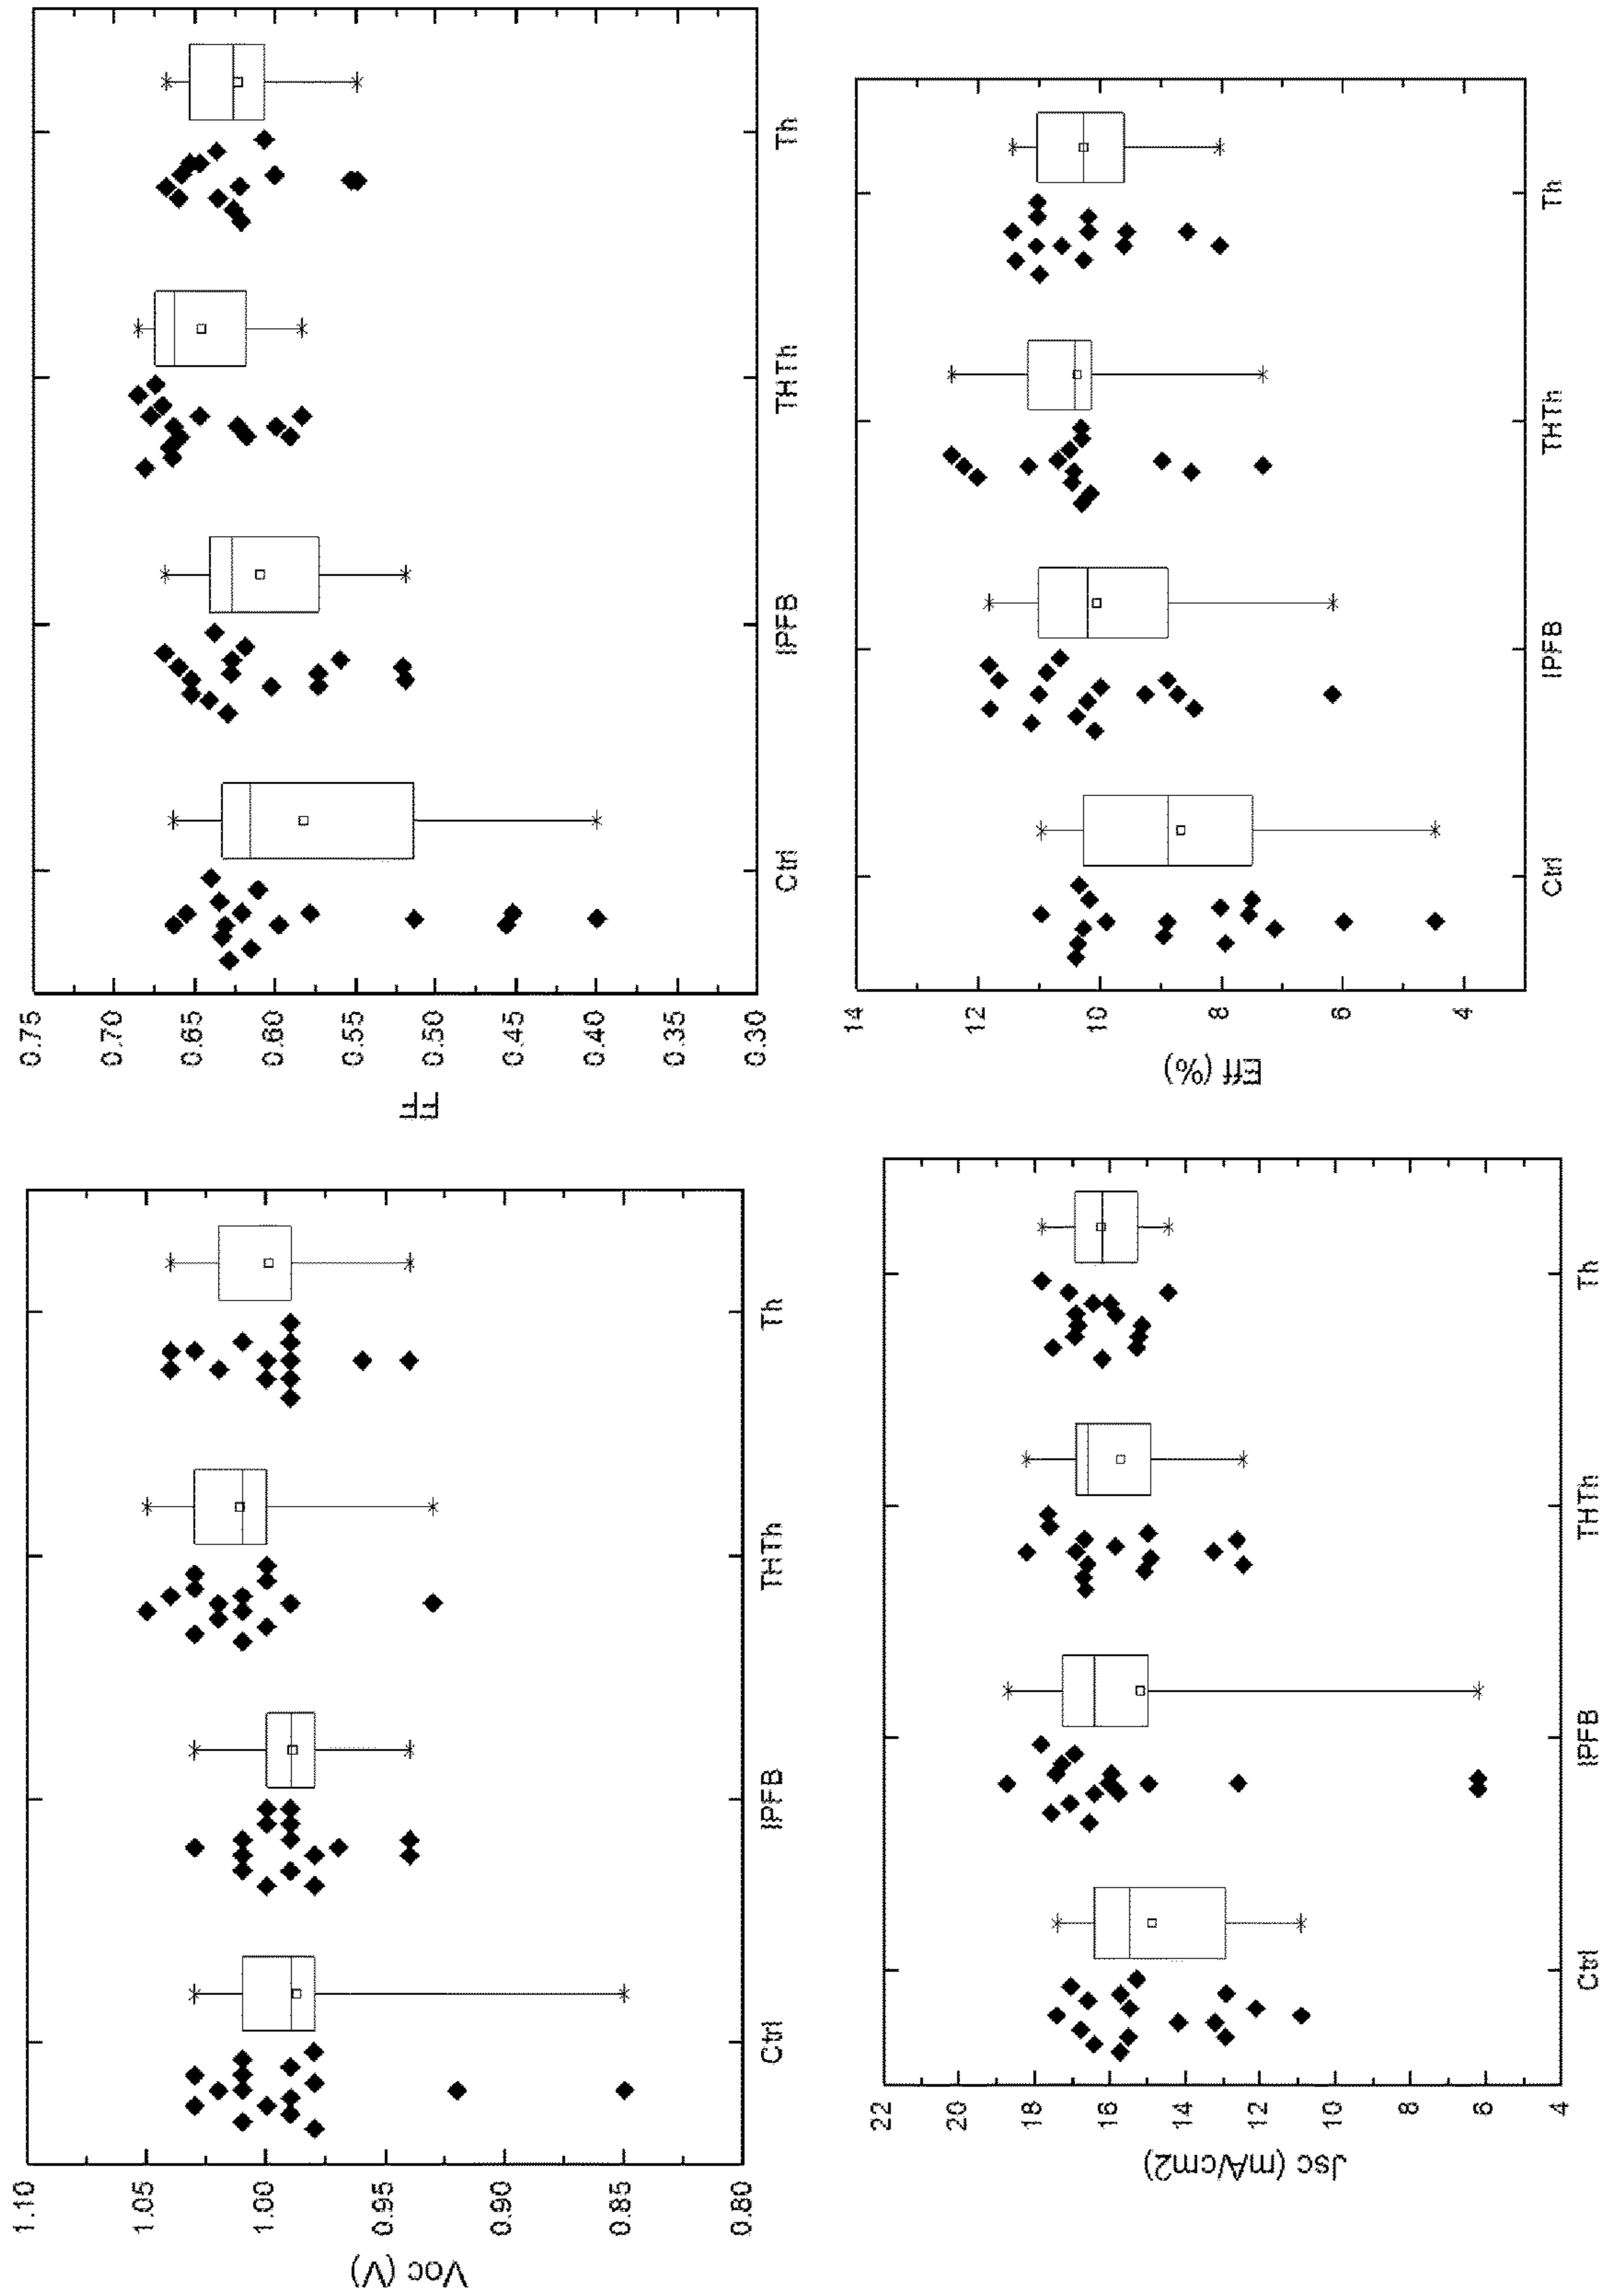 1.10
1.05
1.00
0.95
0.90
0.85
0.80
Voc (V)
Ctrl
IPFB
THTh
Th
0.75
0.70
0.65
0.60
0.55
0.50
0.45
0.40
0.35
0.30
FF
Ctrl
IPFB
THTh
Th
22
20
18
16
14
12
10
8
6
4
Jsc (mA/cm2)
Ctrl
IPFB
THTh
Th
14
12
10
8
6
4
Eff (%)
Ctrl
IPFB
THTh
Th